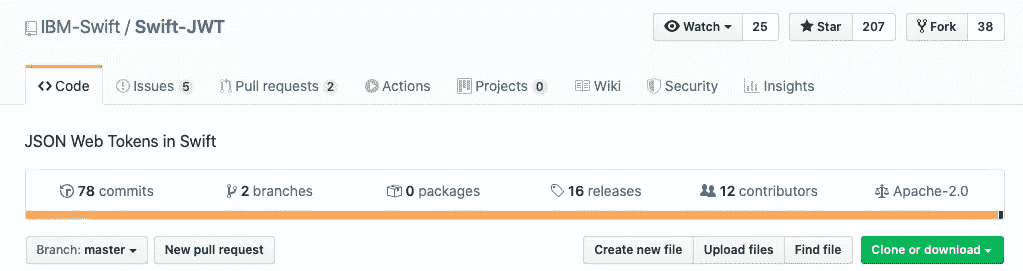 IBM-Swift / Swift-JWT Watch 25 Star 207 Fork 38
Code Issues 5 Pull requests 2 Actions Projects 0 Wiki Security Insights
JSON Web Tokens in Swift
78 commits 2 branches 0 packages 16 releases 12 contributors Apache-2.0
Branch: master New pull request Create new file Upload files Find file Clone or download